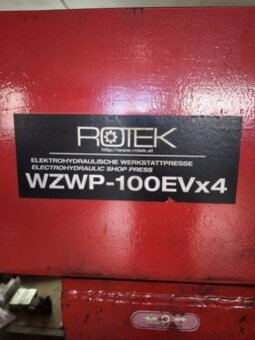 ROTEK
http://www.rotek.at
ELEKTROHYDRAULISCHE WERKSTATTPRESSE
ELECTROHYDRAULIC SHOP PRESS
WZWP-100EVx4